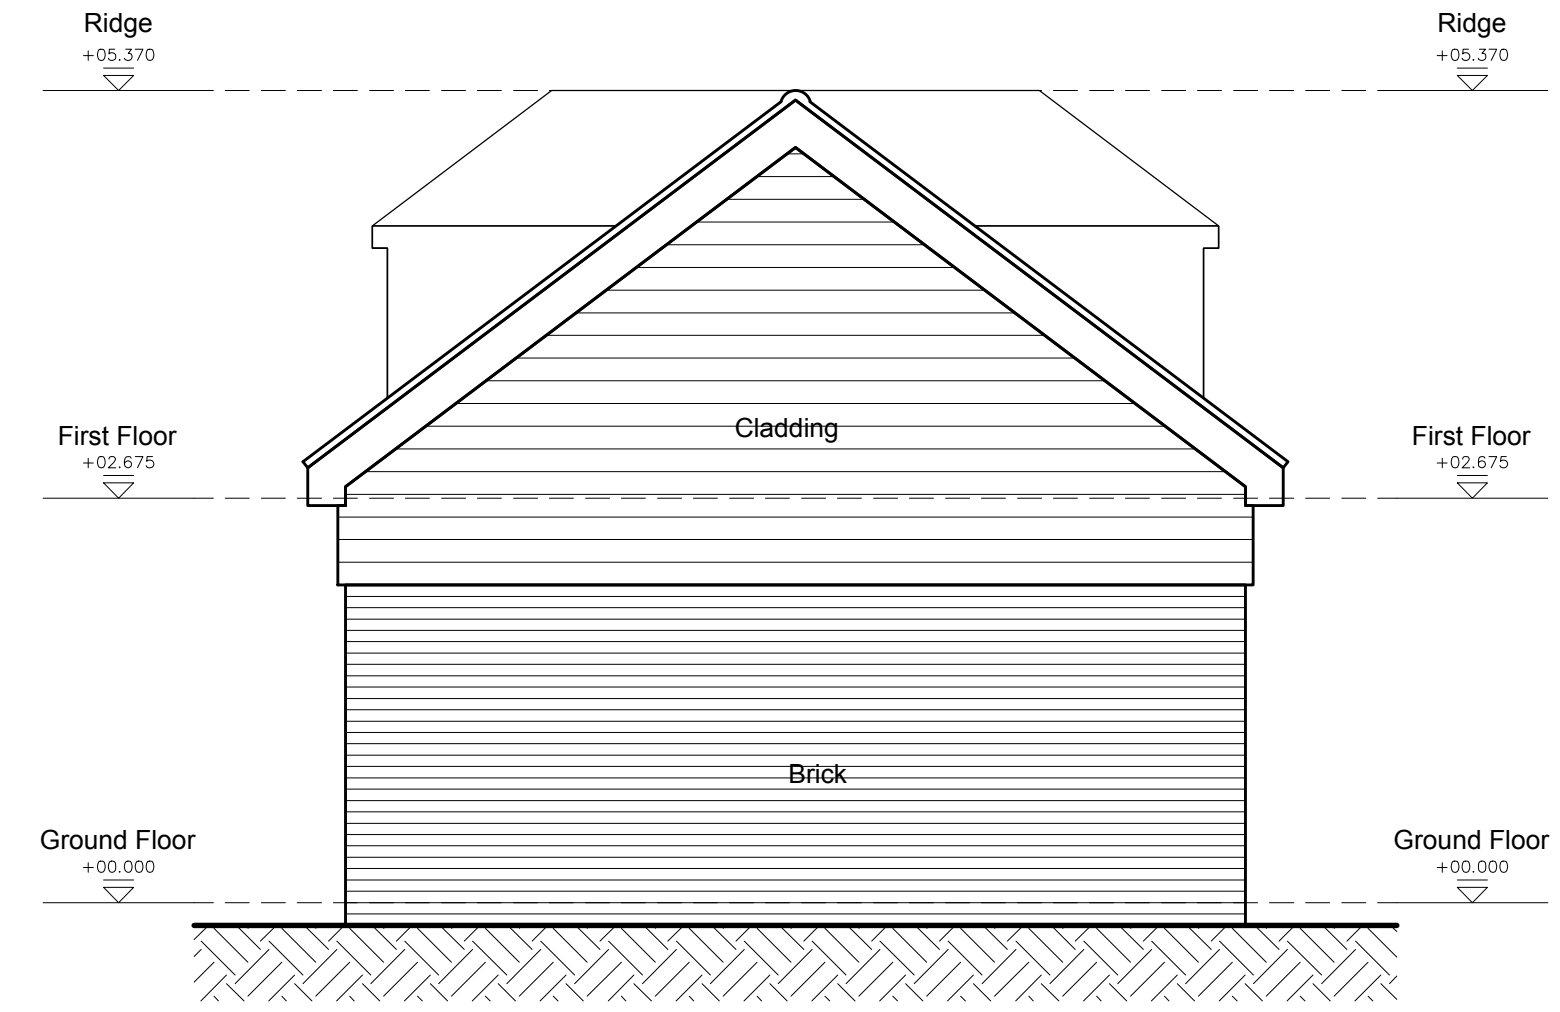 Ridge
+05.370
Ridge
+05.370
First Floor
+02.675
Cladding
First Floor
+02.675
Brick
Ground Floor
+00.000
Ground Floor
+00.000